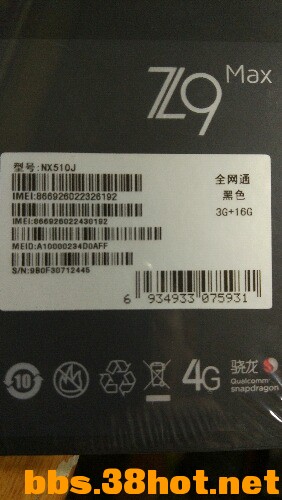 Z9 Max
型号:NX510J
IMEI:866926022326192
IMEI:866926022430192
MEID:A10000234D0AFF
S/N:9B0F30712445
全网通
黑色
3G+16G
6 934933 075931
10
4G
骁龙
Qualcomm
snapdragon
bbs.38hot.net